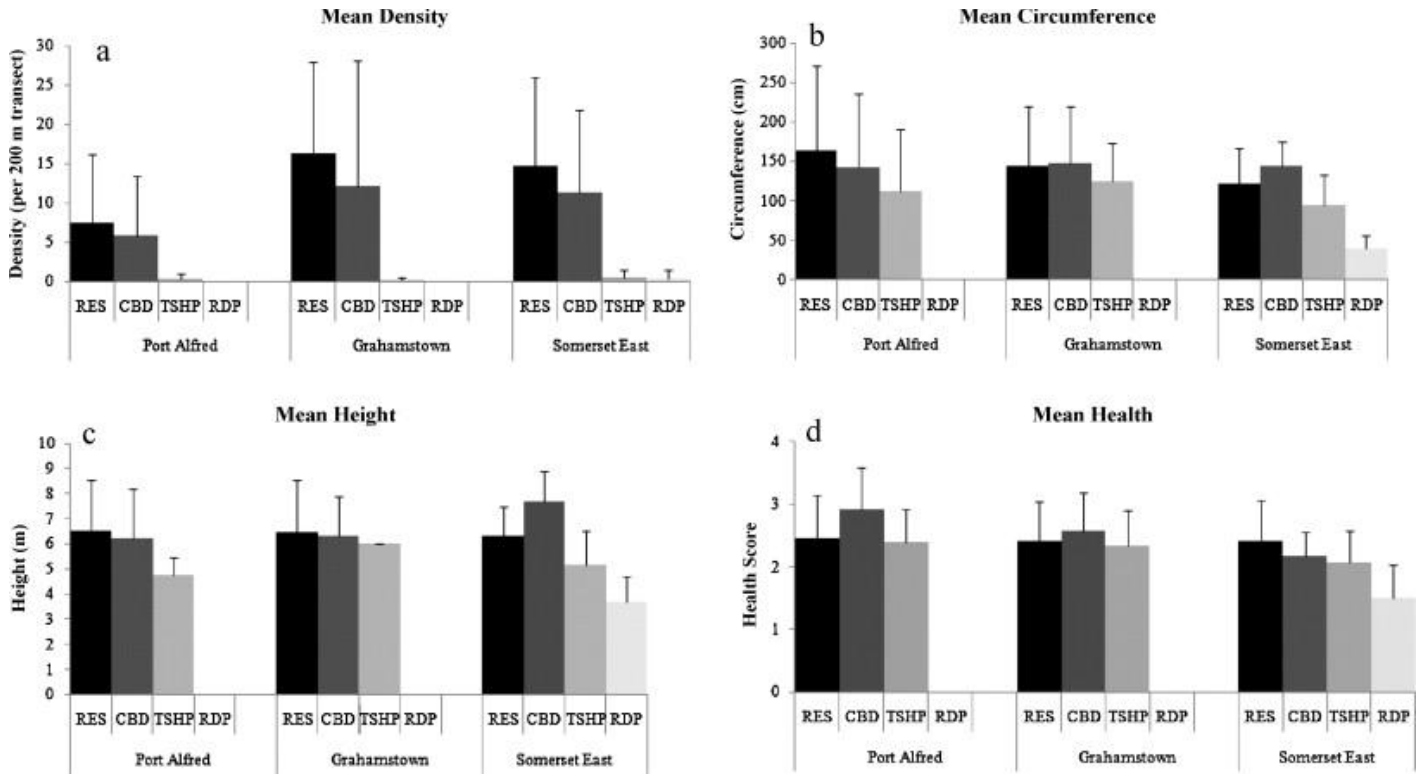 Mean Density
a
Density (per 200 m transect)
30
25
20
15
10
5
0
RES CBD TSHP RDP RES CBD TSHP RDP RES CBD TSHP RDP
Port Alfred Grahamstown Somerset East
Mean Circumference
b
Circumference (cm)
300
250
200
150
100
50
0
RES CBD TSHP RDP RES CBD TSHP RDP RES CBD TSHP RDP
Port Alfred Grahamstown Somerset East
Mean Height
c
Height (m)
10
9
8
7
6
5
4
3
2
1
0
RES CBD TSHP RDP RES CBD TSHP RDP RES CBD TSHP RDP
Port Alfred Grahamstown Somerset East
Mean Health
d
Health Score
4
3
2
1
0
RES CBD TSHP RDP RES CBD TSHP RDP RES CBD TSHP RDP
Port Alfred Grahamstown Somerset East